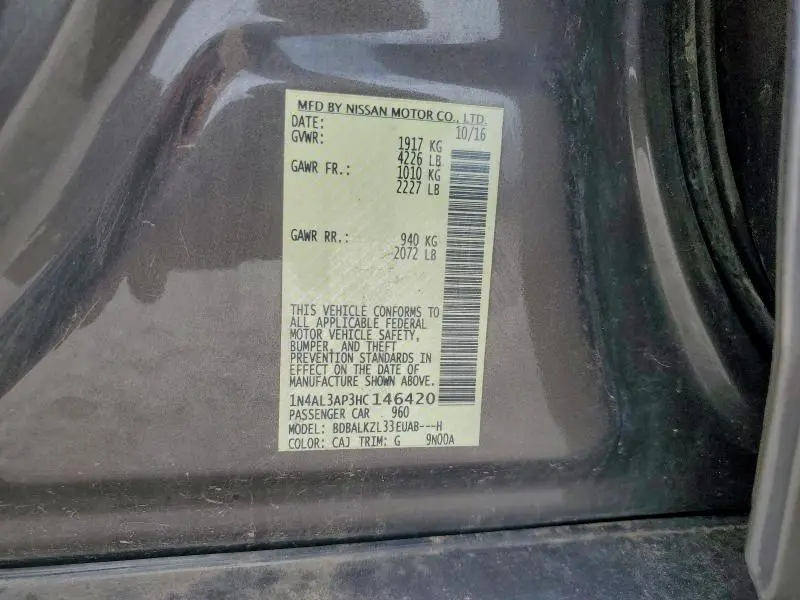 MFD BY NISSAN MOTOR CO., LTD.
DATE: 10/16
GVWR: 1917 KG
4226 LB
GAWR FR.: 1010 KG
2227 LB
GAWR RR.: 940 KG
2072 LB
THIS VEHICLE CONFORMS TO
ALL APPLICABLE FEDERAL
MOTOR VEHICLE SAFETY,
BUMPER, AND THEFT
PREVENTION STANDARDS IN
EFFECT ON THE DATE OF
MANUFACTURE SHOWN ABOVE.
1N4AL3AP3HC146420
PASSENGER CAR 960
MODEL: BDBALKZL33EUAB---H
COLOR: CAJ TRIM: G 9N00A